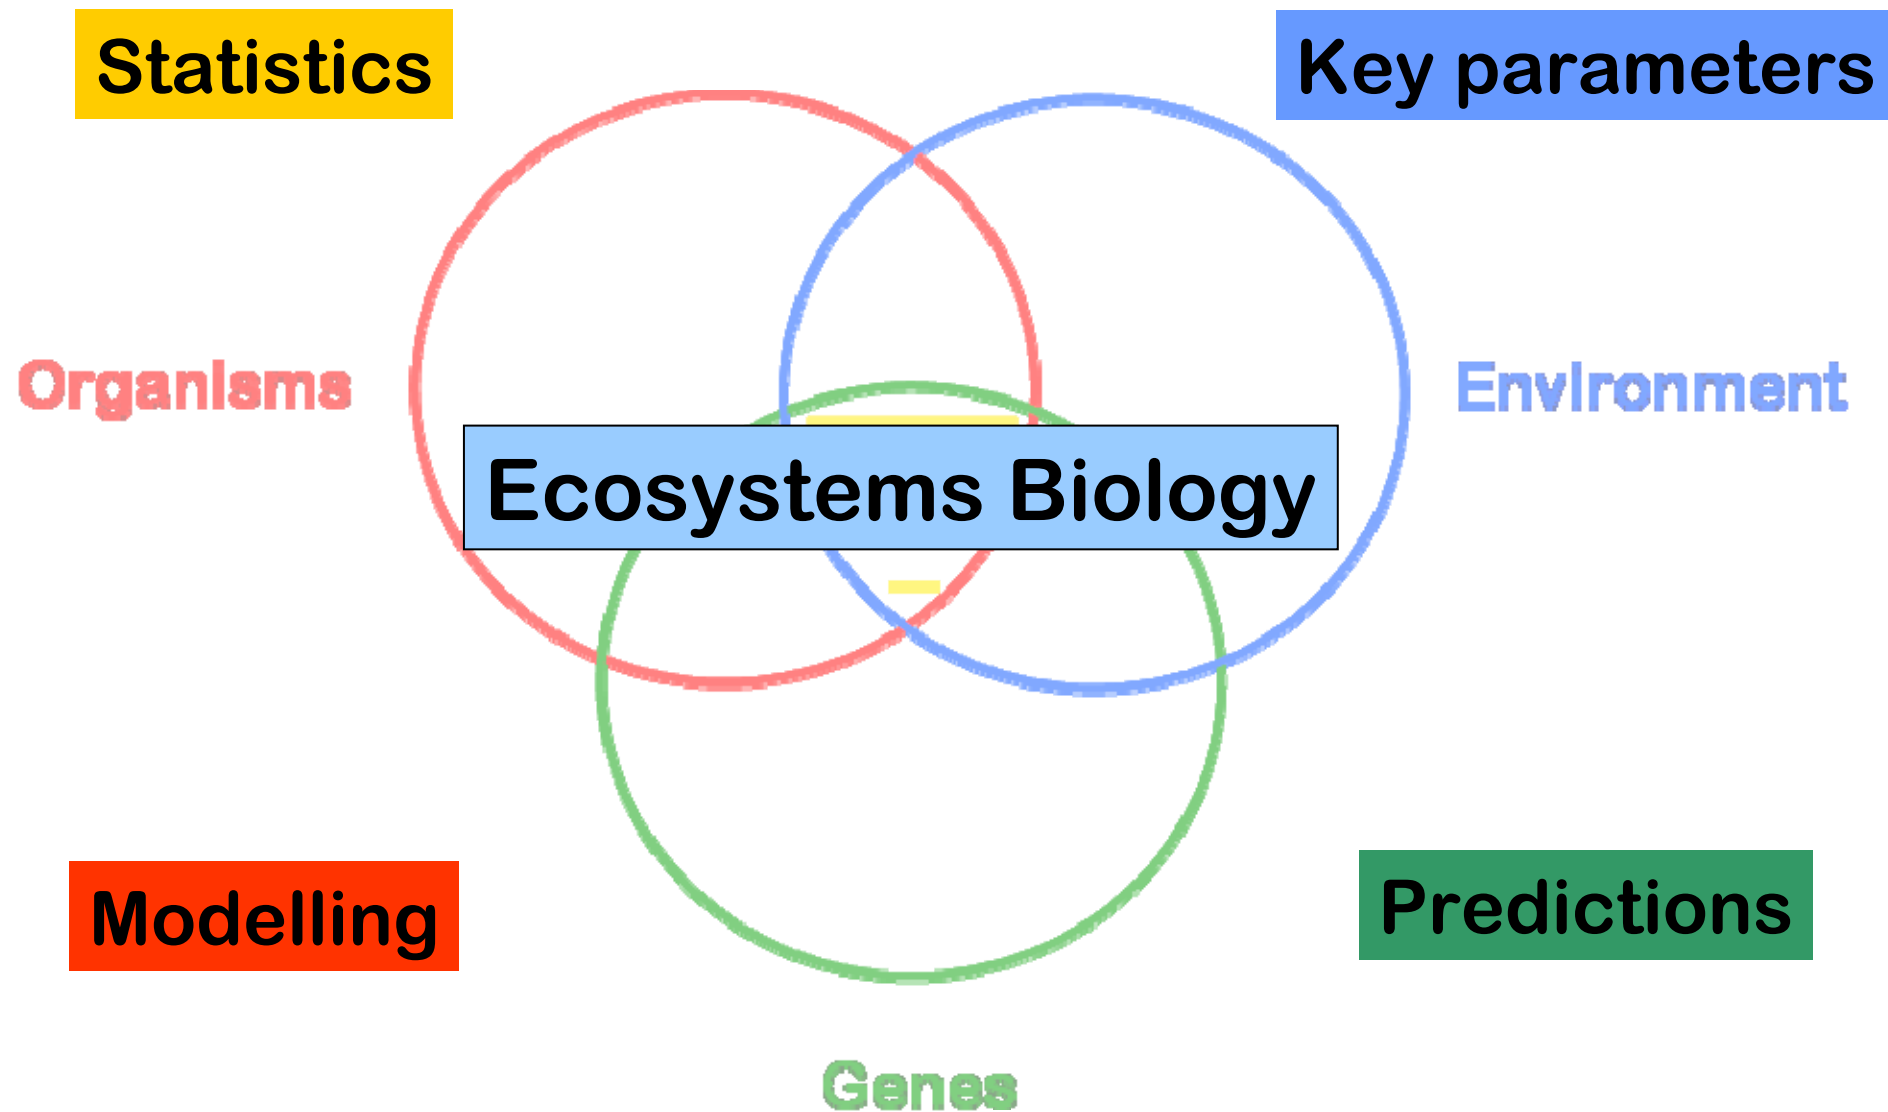 Statistics
Key parameters
Organisms
Environment
Ecosystems Biology
Modelling
Predictions
Genes